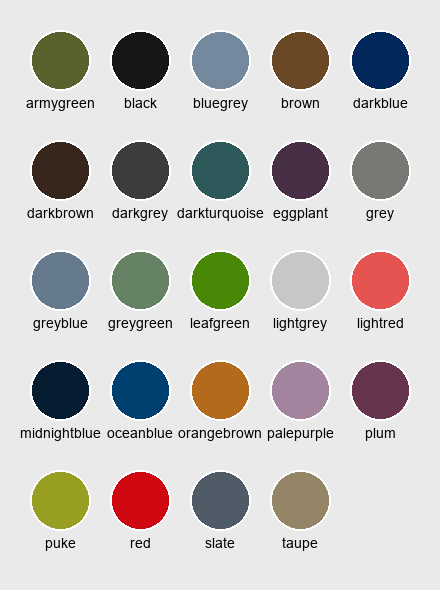 armygreen black bluegrey brown darkblue
darkbrown darkgrey darkturquoise eggplant grey
greyblue greygreen leafgreen lightgrey lightred
midnightblue oceanblue orangebrown palepurple plum
puke red slate taupe